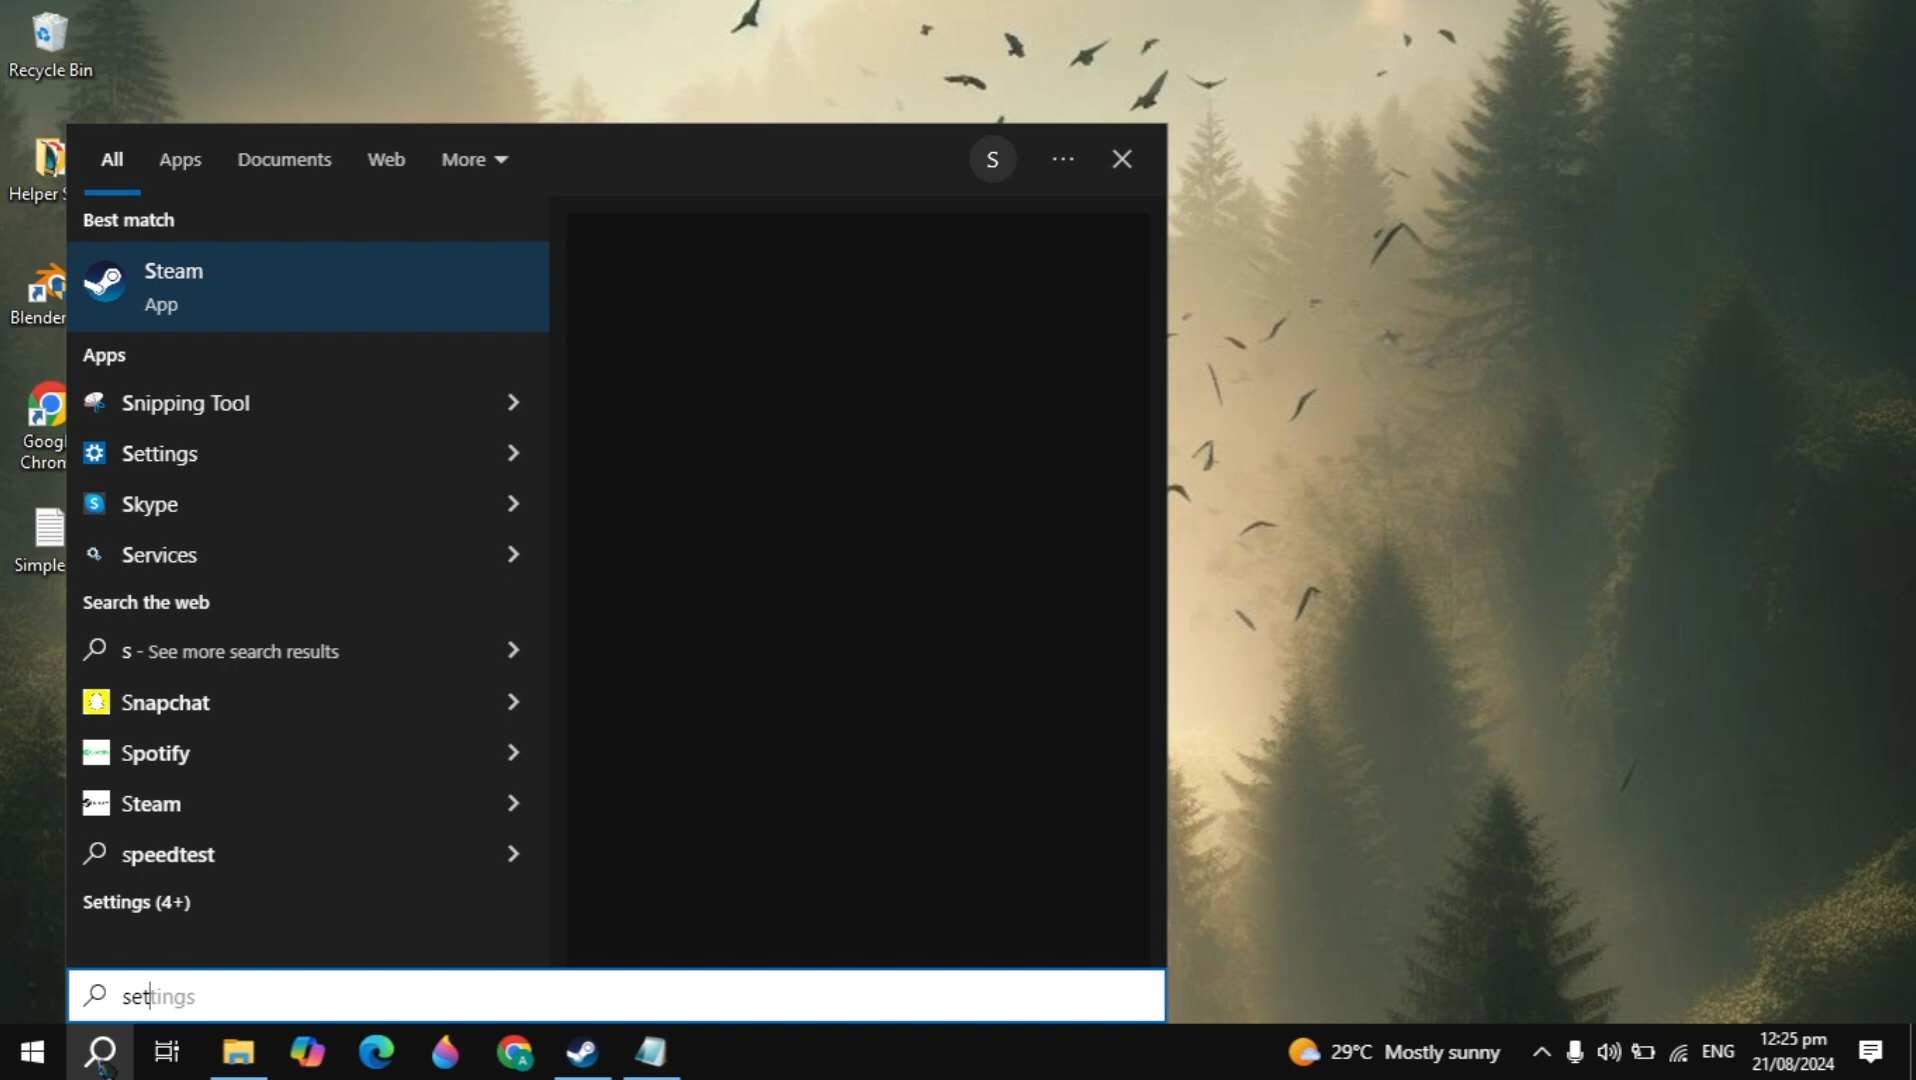 Recycle Bin
Helper S
Blender
Googl
Chrom
Simple
All Apps Documents Web More
S
Best match
Steam
App
Apps
Snipping Tool
Settings
Skype
Services
Search the web
s - See more search results
Snapchat
Spotify
Steam
speedtest
Settings (4+)
settings
29°C Mostly sunny
ENG
12:25 pm
21/08/2024